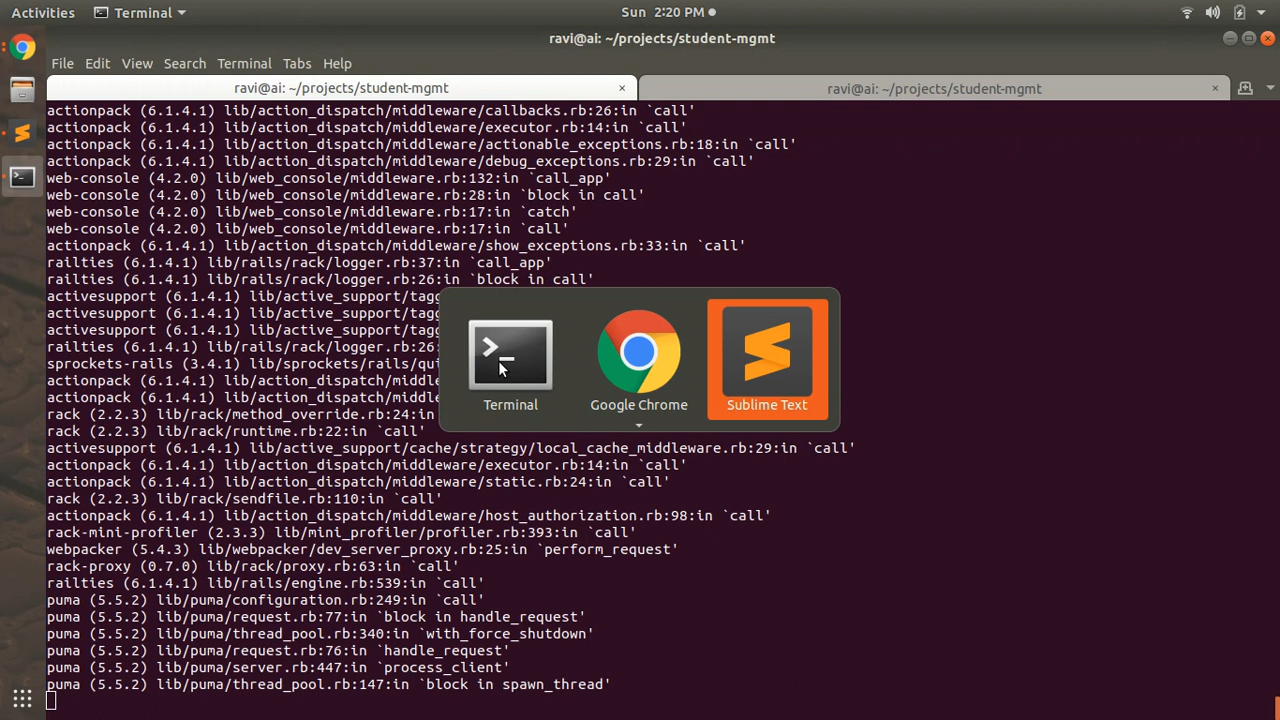 Activities Terminal Sun 2:20 PM
ravi@ai: ~/projects/student-mgmt
File Edit View Search Terminal Tabs Help
ravi@ai: ~/projects/student-mgmt × ravi@ai: ~/projects/student-mgmt ×
actionpack (6.1.4.1) lib/action_dispatch/middleware/callbacks.rb:26:in `call'
actionpack (6.1.4.1) lib/action_dispatch/middleware/executor.rb:14:in `call'
actionpack (6.1.4.1) lib/action_dispatch/middleware/actionable_exceptions.rb:18:in `call'
actionpack (6.1.4.1) lib/action_dispatch/middleware/debug_exceptions.rb:29:in `call'
web-console (4.2.0) lib/web_console/middleware.rb:132:in `call_app'
web-console (4.2.0) lib/web_console/middleware.rb:28:in `block in call'
web-console (4.2.0) lib/web_console/middleware.rb:17:in `catch'
web-console (4.2.0) lib/web_console/middleware.rb:17:in `call'
actionpack (6.1.4.1) lib/action_dispatch/middleware/show_exceptions.rb:33:in `call'
railties (6.1.4.1) lib/rails/rack/logger.rb:37:in `call_app'
railties (6.1.4.1) lib/rails/rack/logger.rb:26:in `block in call'
activesupport (6.1.4.1) lib/active_support/tagg
activesupport (6.1.4.1) lib/active_support/tagg
activesupport (6.1.4.1) lib/active_support/tagg
railties (6.1.4.1) lib/rails/rack/logger.rb:26:
sprockets-rails (3.4.1) lib/sprockets/rails/qui
actionpack (6.1.4.1) lib/action_dispatch/middle
actionpack (6.1.4.1) lib/action_dispatch/middle
rack (2.2.3) lib/rack/method_override.rb:24:in
rack (2.2.3) lib/rack/runtime.rb:22:in `call'
activesupport (6.1.4.1) lib/active_support/cache/strategy/local_cache_middleware.rb:29:in `call'
actionpack (6.1.4.1) lib/action_dispatch/middleware/executor.rb:14:in `call'
actionpack (6.1.4.1) lib/action_dispatch/middleware/static.rb:24:in `call'
rack (2.2.3) lib/rack/sendfile.rb:110:in `call'
actionpack (6.1.4.1) lib/action_dispatch/middleware/host_authorization.rb:98:in `call'
rack-mini-profiler (2.3.3) lib/mini_profiler/profiler.rb:393:in `call'
webpacker (5.4.3) lib/webpacker/dev_server_proxy.rb:25:in `perform_request'
rack-proxy (0.7.0) lib/rack/proxy.rb:63:in `call'
railties (6.1.4.1) lib/rails/engine.rb:539:in `call'
puma (5.5.2) lib/puma/configuration.rb:249:in `call'
puma (5.5.2) lib/puma/request.rb:77:in `block in handle_request'
puma (5.5.2) lib/puma/thread_pool.rb:340:in `with_force_shutdown'
puma (5.5.2) lib/puma/request.rb:76:in `handle_request'
puma (5.5.2) lib/puma/server.rb:447:in `process_client'
puma (5.5.2) lib/puma/thread_pool.rb:147:in `block in spawn_thread'
Terminal Google Chrome Sublime Text